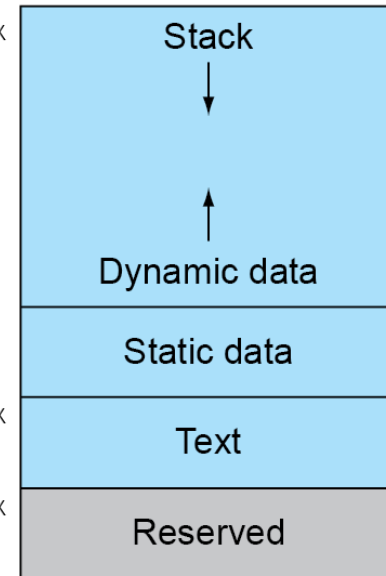 x
Stack
Dynamic data
Static data
x
Text
x
Reserved